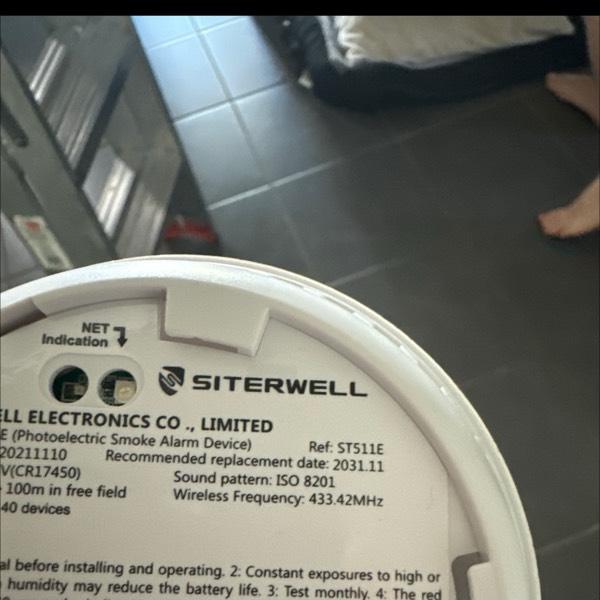 NET
Indication
SITERWELL
ELL ELECTRONICS CO ., LIMITED
E (Photoelectric Smoke Alarm Device) Ref: ST511E
20211110 Recommended replacement date: 2031.11
V(CR17450) Sound pattern: ISO 8201
100m in free field Wireless Frequency: 433.42MHz
40 devices
al before installing and operating. 2: Constant exposures to high or
humidity may reduce the battery life. 3: Test monthly. 4: The red